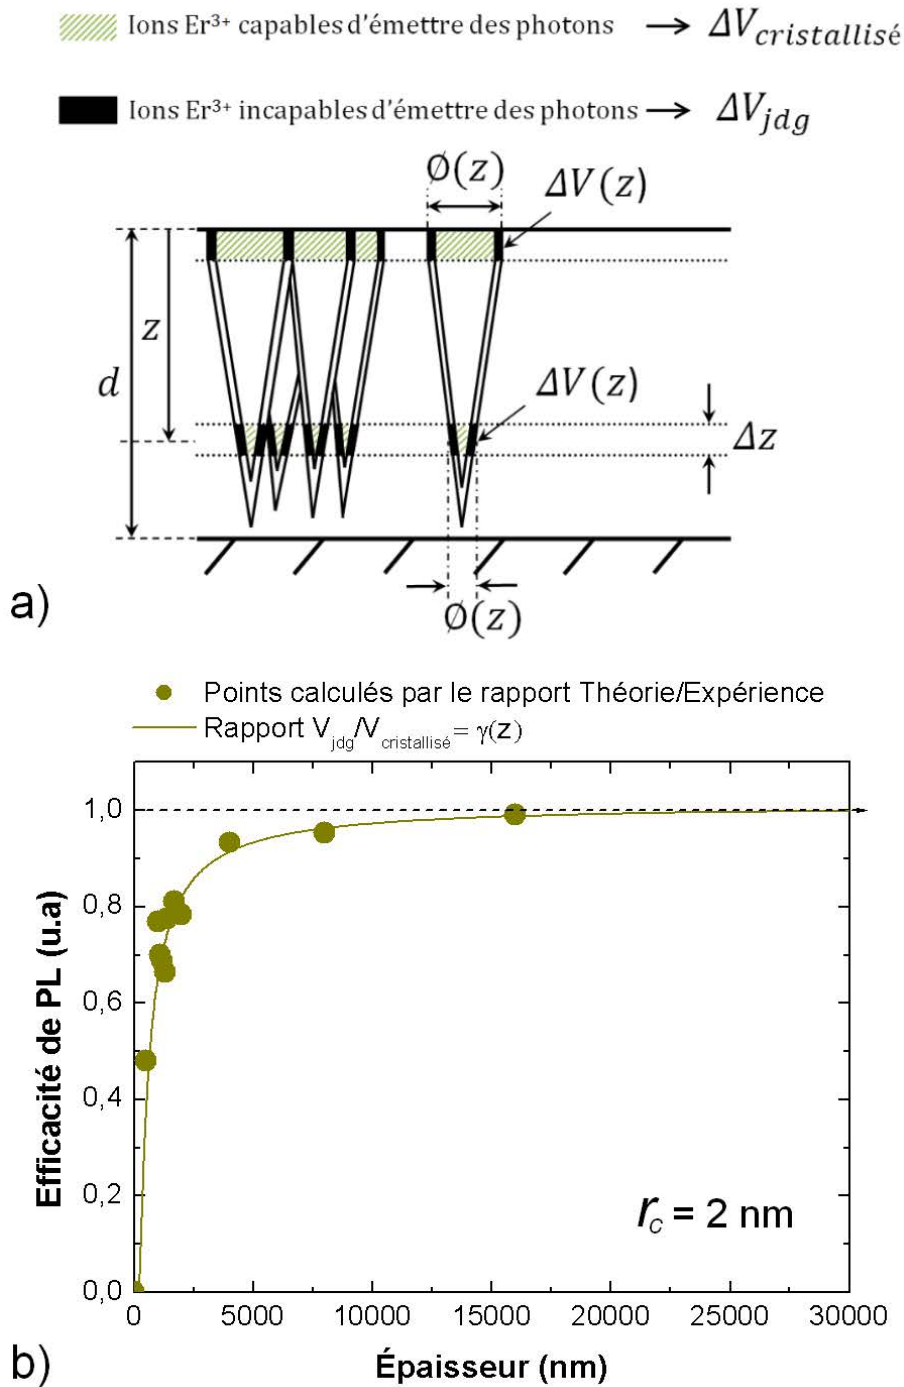 Ions Er³⁺ capables d'émettre des photons → ΔV_cristallisé
Ions Er³⁺ incapables d'émettre des photons → ΔV_jdg
Ø(z)
ΔV(z)
z
d
ΔV(z)
Δz
Ø(z)
a)
Points calculés par le rapport Théorie/Expérience
Rapport V_jdg/V_cristallisé = γ(z)
Efficacité de PL (u.a)
1,0
0,8
0,6
0,4
0,2
0,0
r_c = 2 nm
0 5000 10000 15000 20000 25000 30000
Épaisseur (nm)
b)